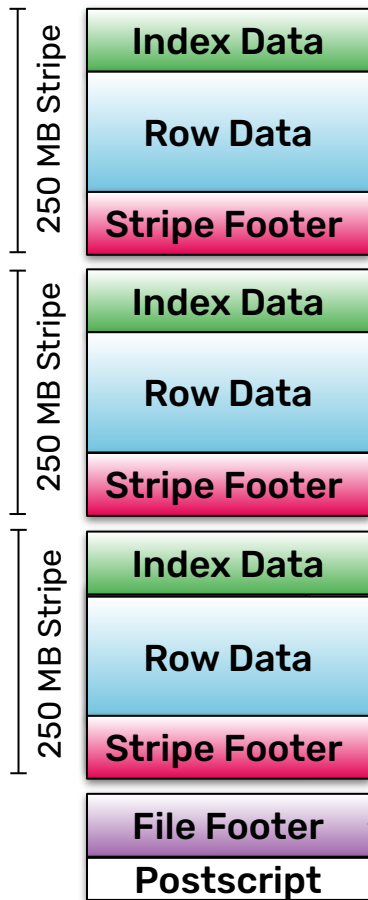 250 MB Stripe
Index Data
Row Data
Stripe Footer
250 MB Stripe
Index Data
Row Data
Stripe Footer
250 MB Stripe
Index Data
Row Data
Stripe Footer
File Footer
Postscript